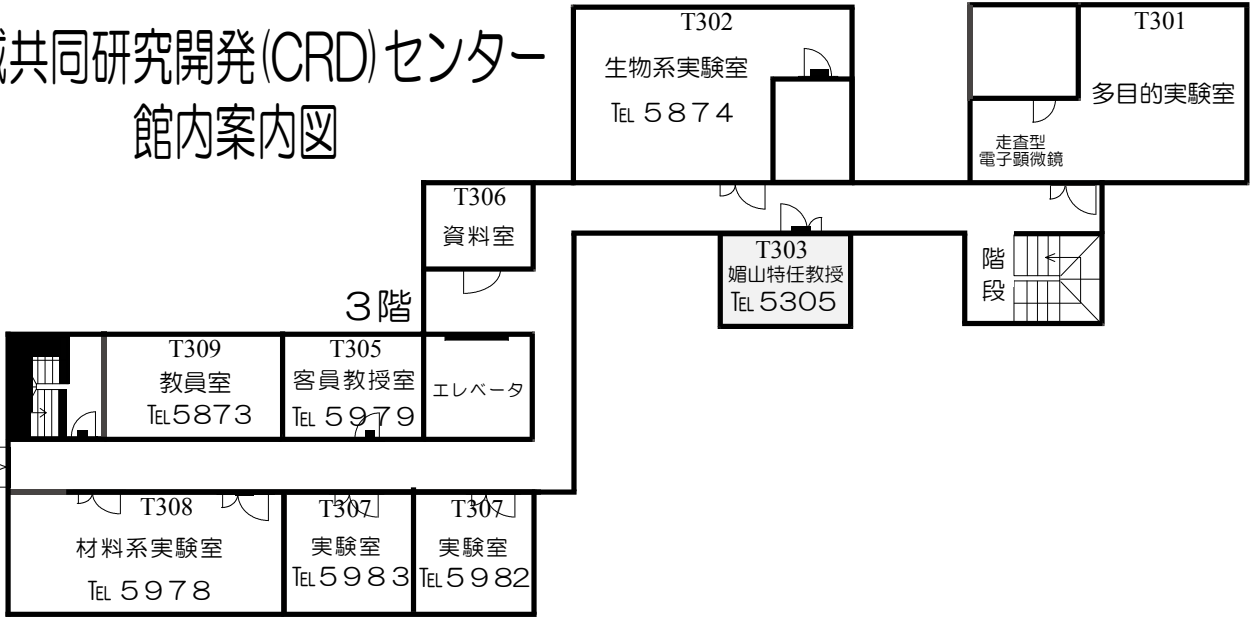 共同研究開発(CRD)センター
館内案内図
T302
生物系実験室
TEL 5874
T301
多目的実験室
走査型
電子顕微鏡
T306
資料室
T303
媚山特任教授
TEL 5305
階
段
3階
T309
教員室
TEL5873
T305
客員教授室
TEL 5979
エレベータ
T308
材料系実験室
TEL 5978
T307
実験室
TEL5983
T307
実験室
TEL5982